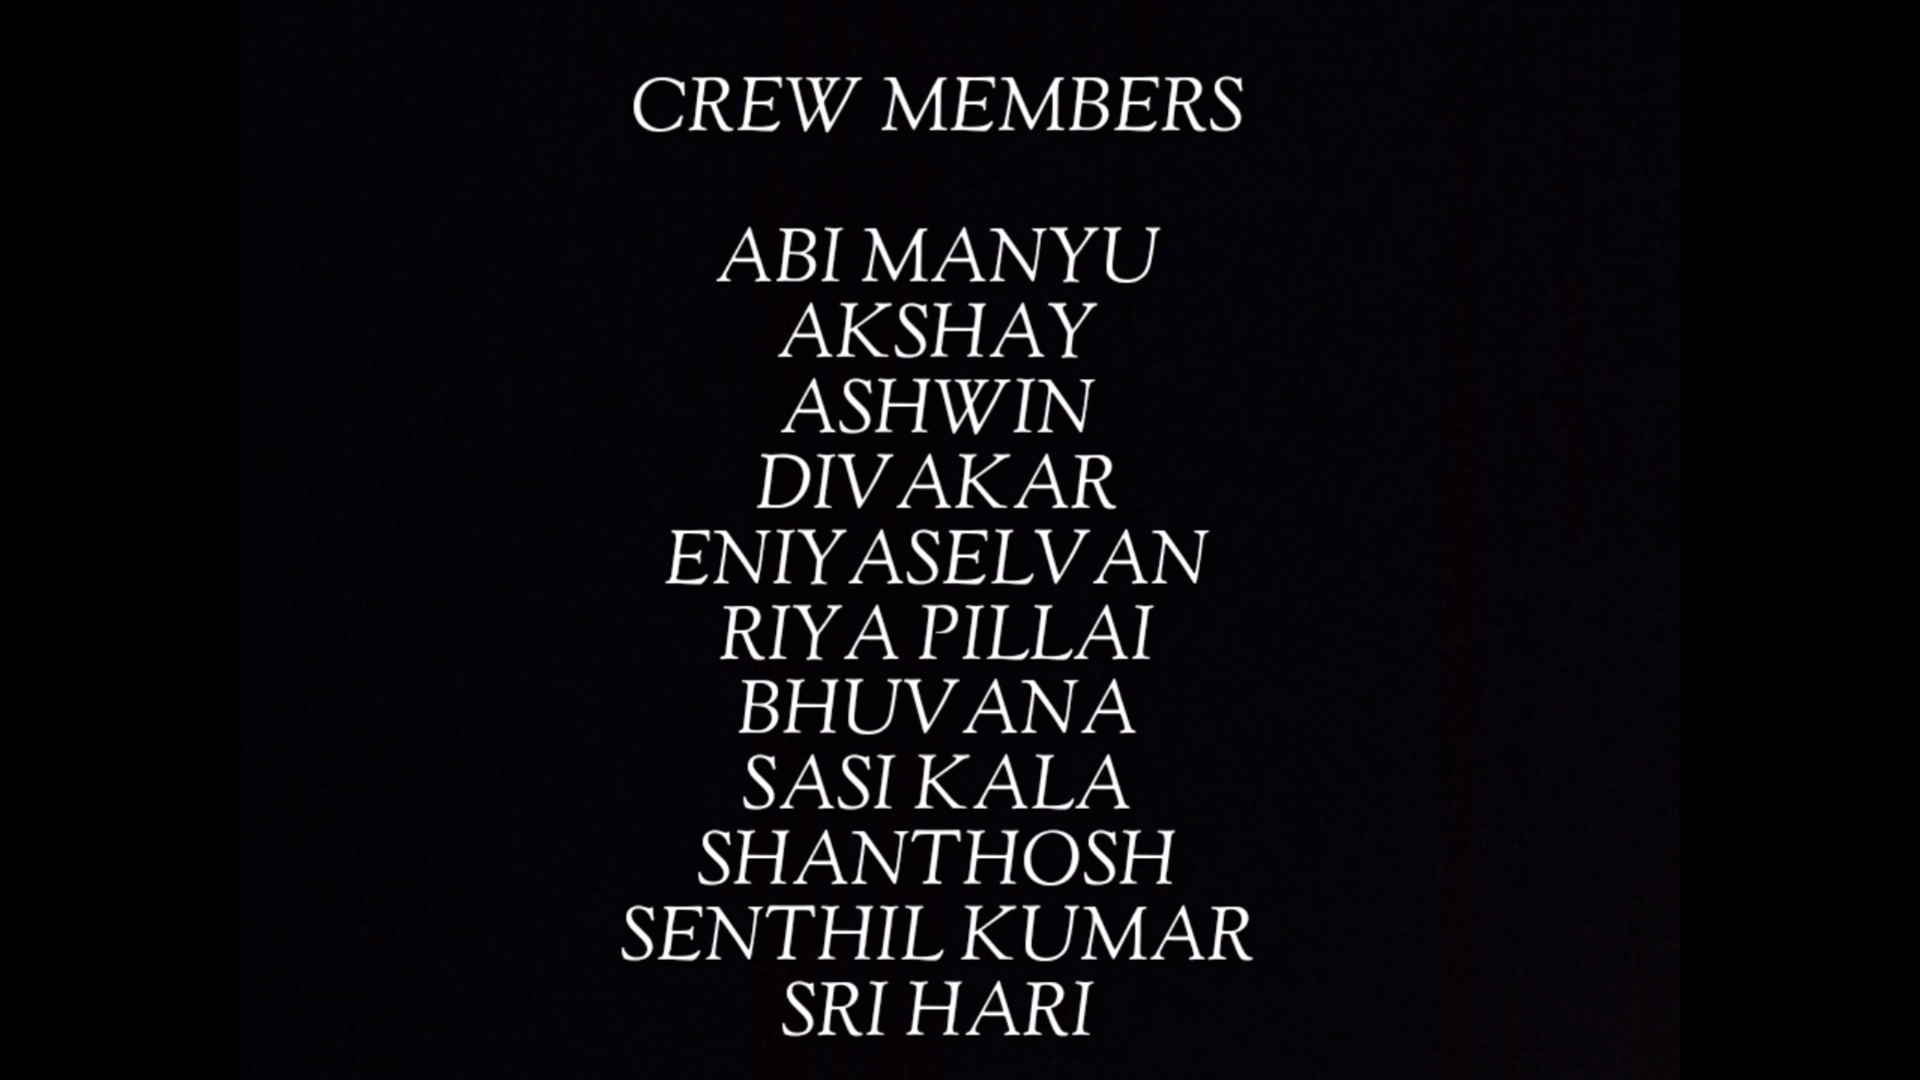 CREW MEMBERS
ABI MANYU
AKSHAY
ASHWIN
DIVAKAR
ENIYASELVAN
RIYA PILLAI
BHUVANA
SASI KALA
SHANTHOSH
SENTHIL KUMAR
SRI HARI